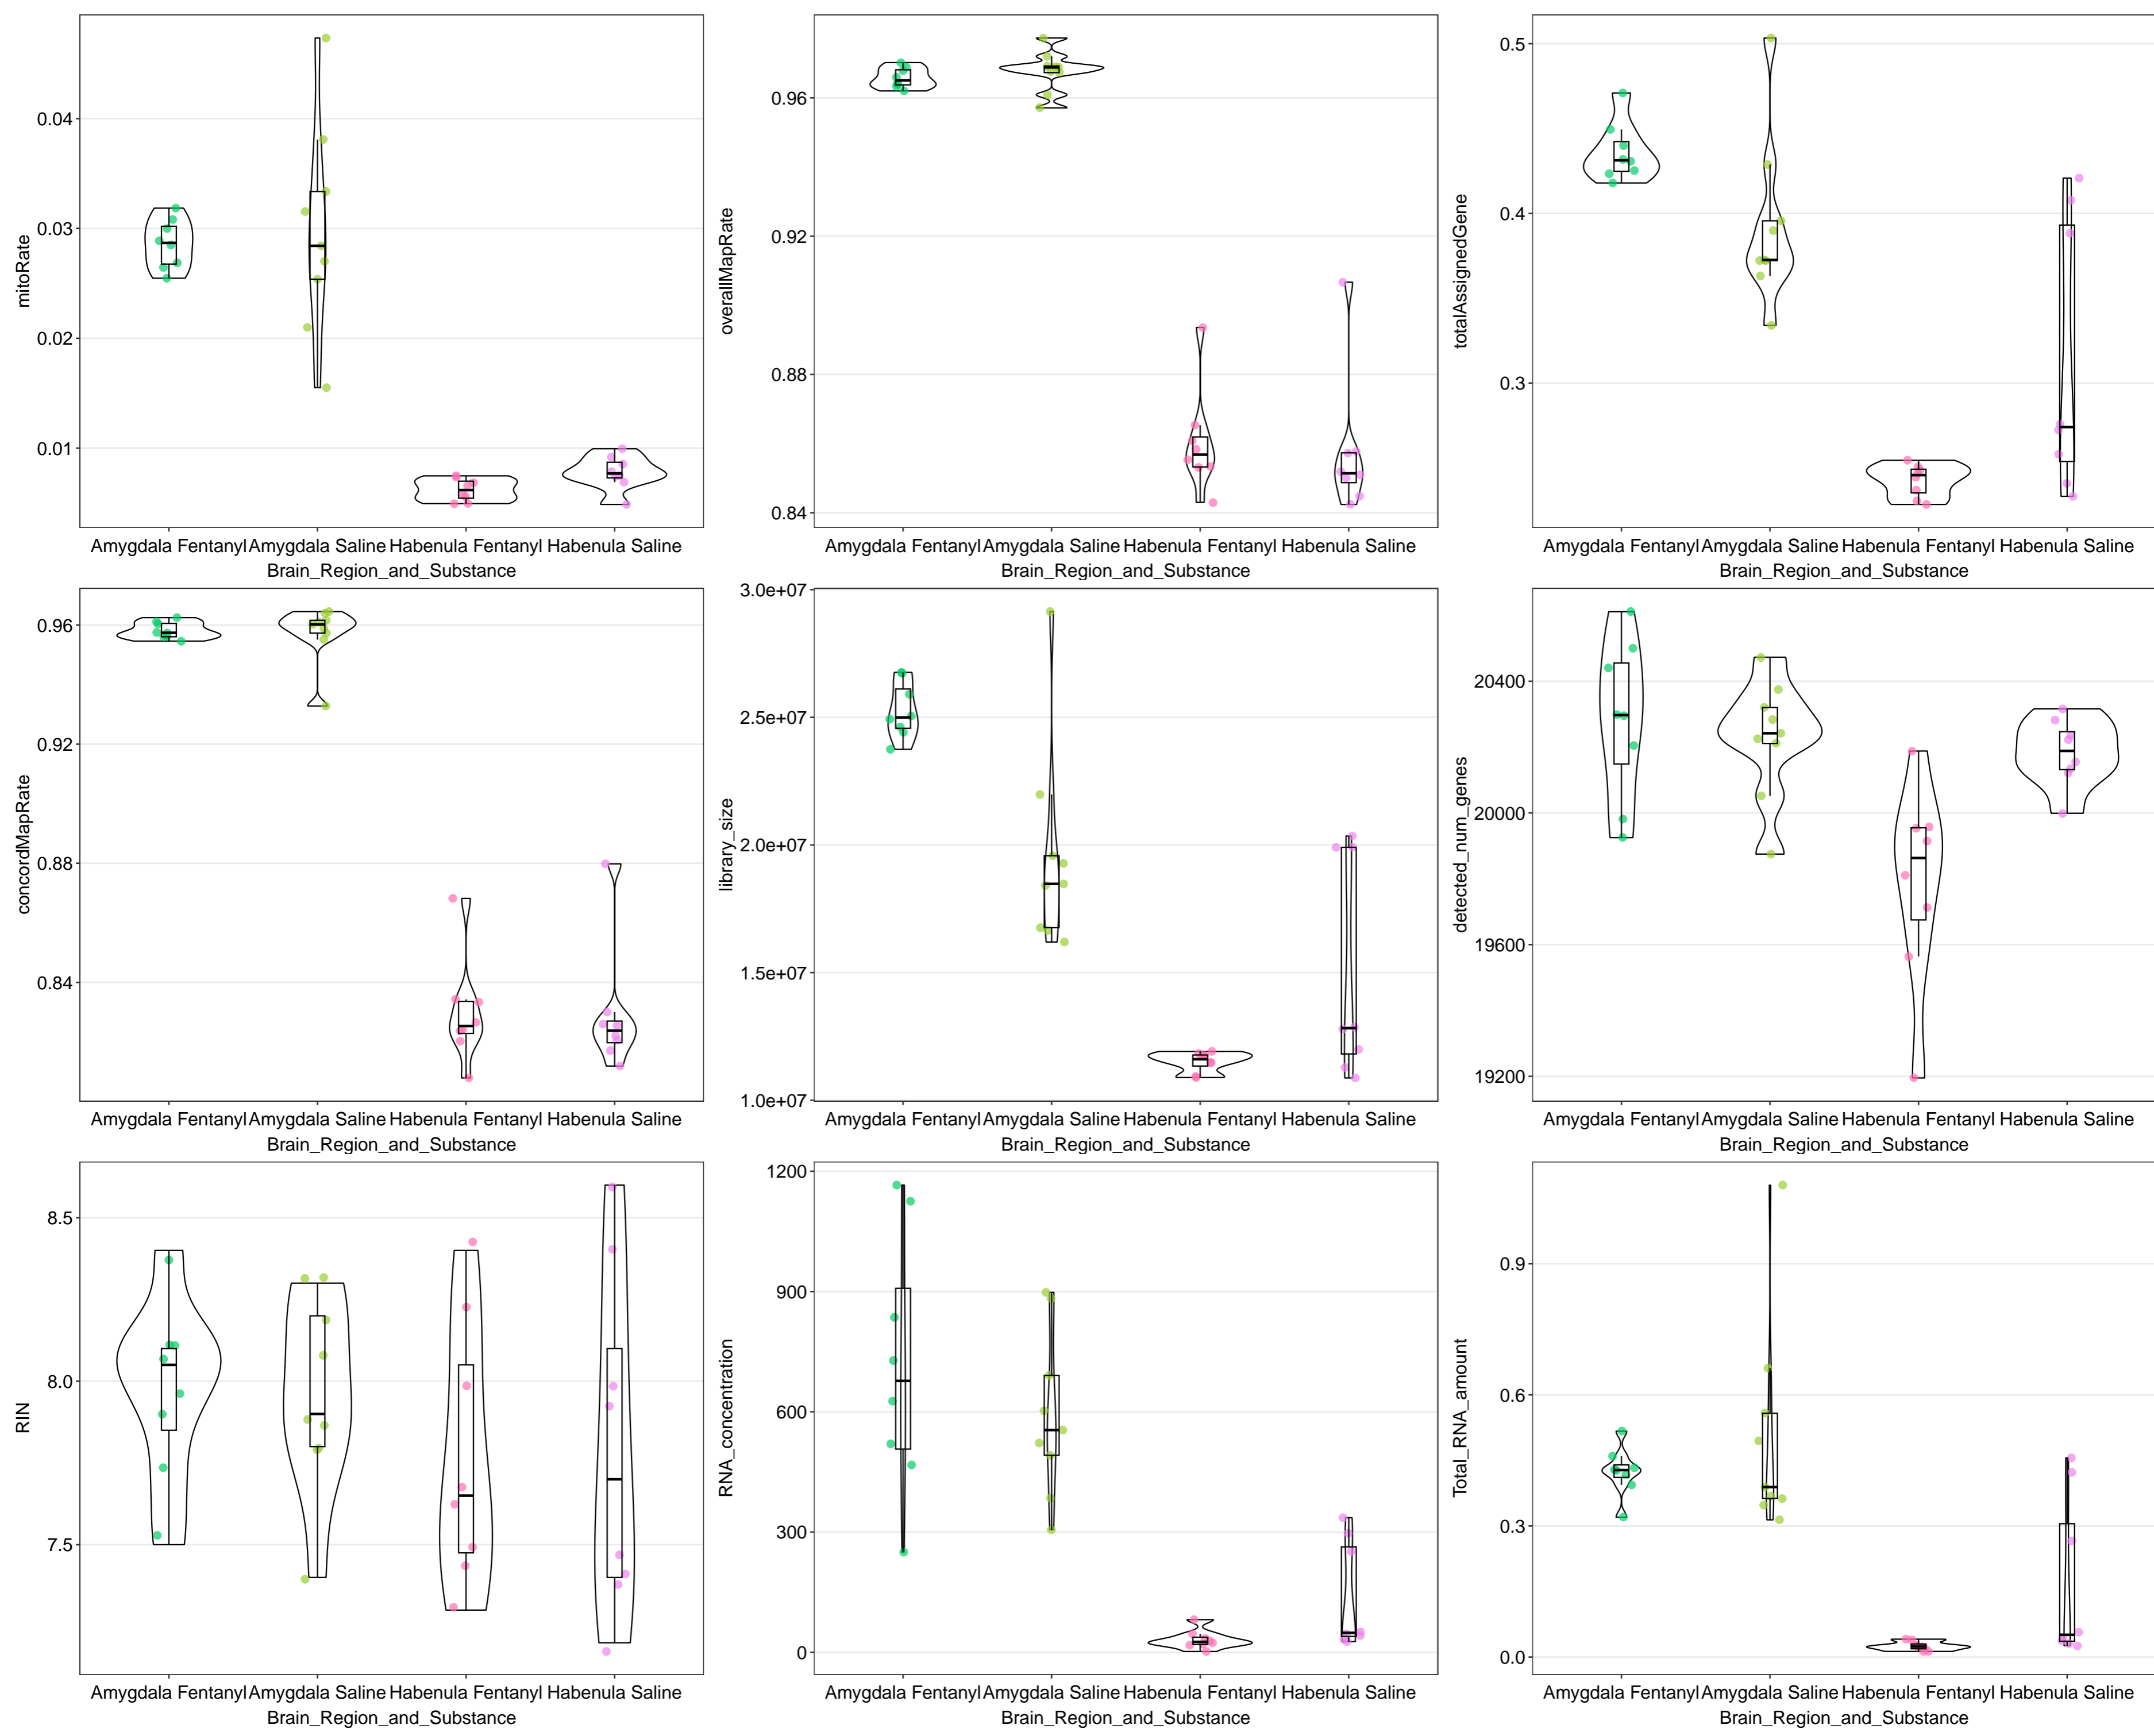 mitoRate
0.04
0.03
0.02
0.01
Amygdala Fentanyl Amygdala Saline Habenula Fentanyl Habenula Saline
Brain_Region_and_Substance
overallMapRate
0.96
0.92
0.88
0.84
Amygdala Fentanyl Amygdala Saline Habenula Fentanyl Habenula Saline
Brain_Region_and_Substance
totalAssignedGene
0.5
0.4
0.3
Amygdala Fentanyl Amygdala Saline Habenula Fentanyl Habenula Saline
Brain_Region_and_Substance
concordMapRate
0.96
0.92
0.88
0.84
Amygdala Fentanyl Amygdala Saline Habenula Fentanyl Habenula Saline
Brain_Region_and_Substance
library_size
3.0e+07
2.5e+07
2.0e+07
1.5e+07
1.0e+07
Amygdala Fentanyl Amygdala Saline Habenula Fentanyl Habenula Saline
Brain_Region_and_Substance
detected_num_genes
20400
20000
19600
19200
Amygdala Fentanyl Amygdala Saline Habenula Fentanyl Habenula Saline
Brain_Region_and_Substance
RIN
8.5
8.0
7.5
Amygdala Fentanyl Amygdala Saline Habenula Fentanyl Habenula Saline
Brain_Region_and_Substance
RNA_concentration
1200
900
600
300
0
Amygdala Fentanyl Amygdala Saline Habenula Fentanyl Habenula Saline
Brain_Region_and_Substance
Total_RNA_amount
0.9
0.6
0.3
0.0
Amygdala Fentanyl Amygdala Saline Habenula Fentanyl Habenula Saline
Brain_Region_and_Substance